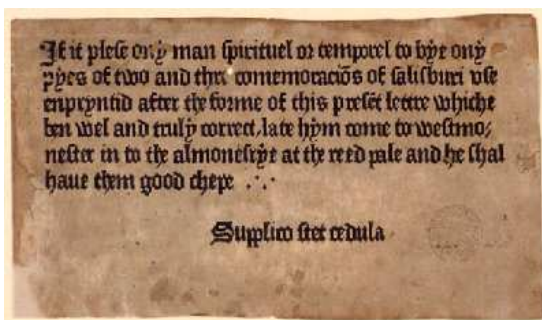 If it plese ony man spirituel or temporel to bye ony
pyes of two and thre comemoracios of salisburi vse
enpryntid after the forme of this preset lettre whiche
ben wel and truly correct, late hym come to westmo-
nester in to the almonesrye at the reed pale and he shal
haue them good chepe .·.
Supplico stet cedula